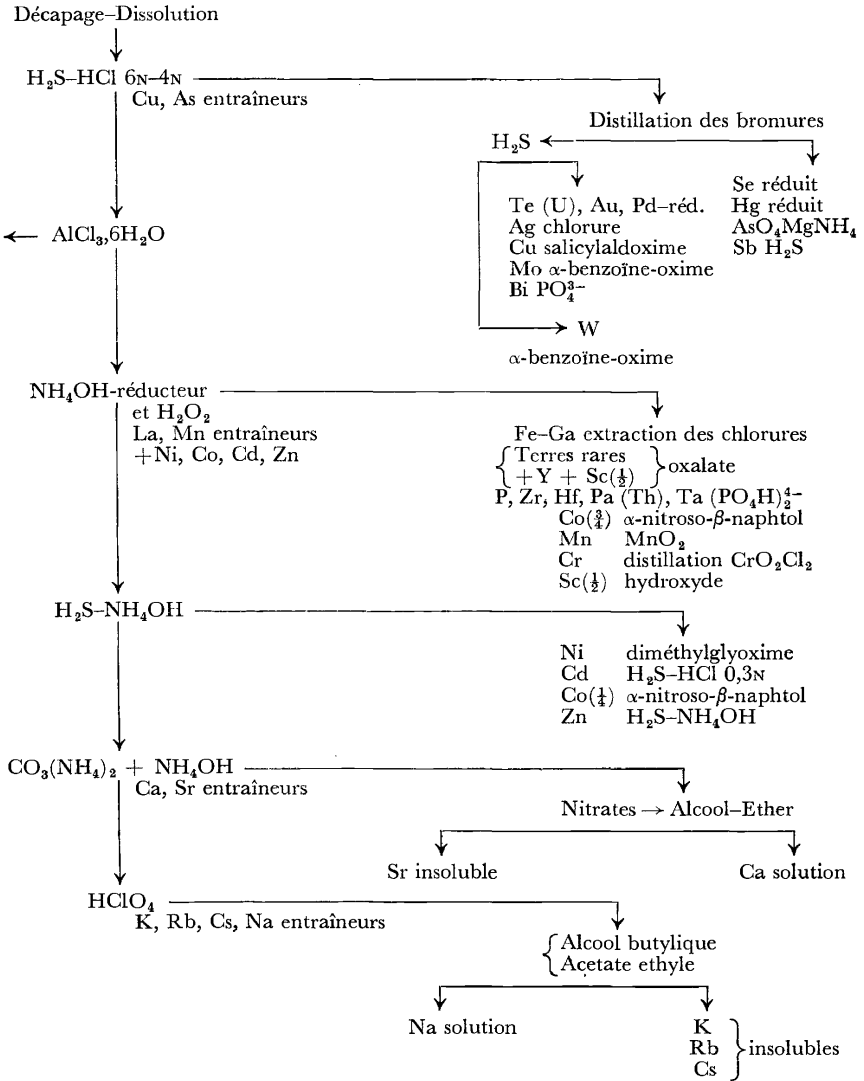 Décapage–Dissolution
H₂S–HCl 6N–4N
Cu, As entraîneurs
Distillation des bromures
H₂S
Se réduit
Te (U), Au, Pd–réd. Hg réduit
Ag chlorure AsO₄MgNH₄
Cu salicylaldoxime Sb H₂S
Mo α-benzoïne-oxime
Bi PO₄³⁻
AlCl₃,6H₂O
W
α-benzoïne-oxime
NH₄OH-réducteur
et H₂O₂
La, Mn entraîneurs
+Ni, Co, Cd, Zn
Fe–Ga extraction des chlorures
Terres rares
+Y + Sc(½)
oxalate
P, Zr, Hf, Pa (Th), Ta (PO₄H)₂⁴⁻
Co(¾) α-nitroso-β-naphtol
Mn MnO₂
Cr distillation CrO₂Cl₂
Sc(½) hydroxyde
H₂S–NH₄OH
Ni diméthylglyoxime
Cd H₂S–HCl 0,3N
Co(¼) α-nitroso-β-naphtol
Zn H₂S–NH₄OH
CO₃(NH₄)₂ + NH₄OH
Ca, Sr entraîneurs
Nitrates → Alcool–Ether
Sr insoluble Ca solution
HClO₄
K, Rb, Cs, Na entraîneurs
Alcool butylique
Acetate ethyle
Na solution
K
Rb
Cs
insolubles